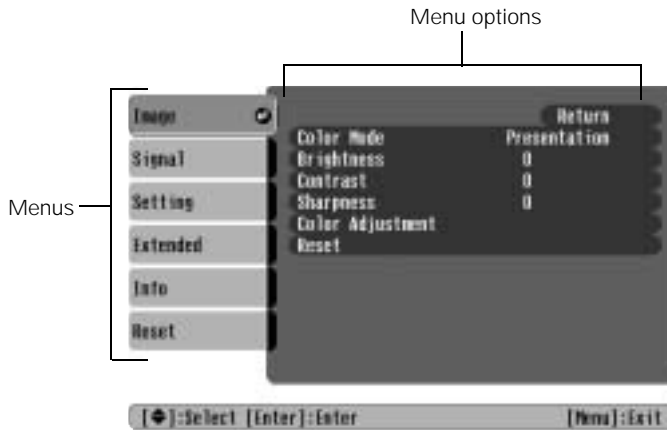 Menu options
Menus
Image
Signal
Setting
Extended
Info
Reset
Return
Color Mode Presentation
Brightness 0
Contrast 0
Sharpness 0
Color Adjustment
Reset
[◆]:Select [Enter]:Enter [Menu]:Exit